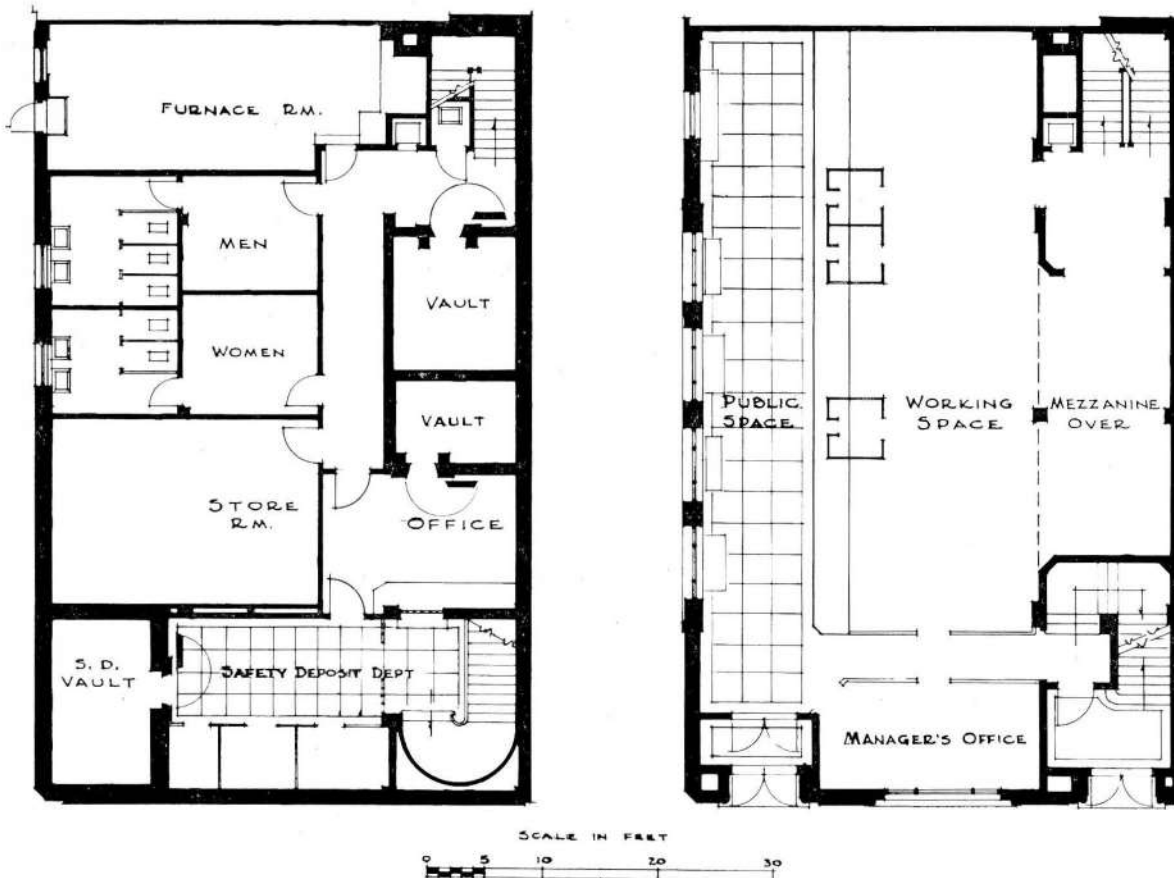 FURNACE RM.
MEN
VAULT
WOMEN
VAULT
STORE
RM.
OFFICE
S. D.
VAULT
SAFETY DEPOSIT DEPT
PUBLIC
SPACE
WORKING
SPACE
MEZZANINE
OVER
MANAGER'S OFFICE
SCALE IN FEET
0 5 10 20 30